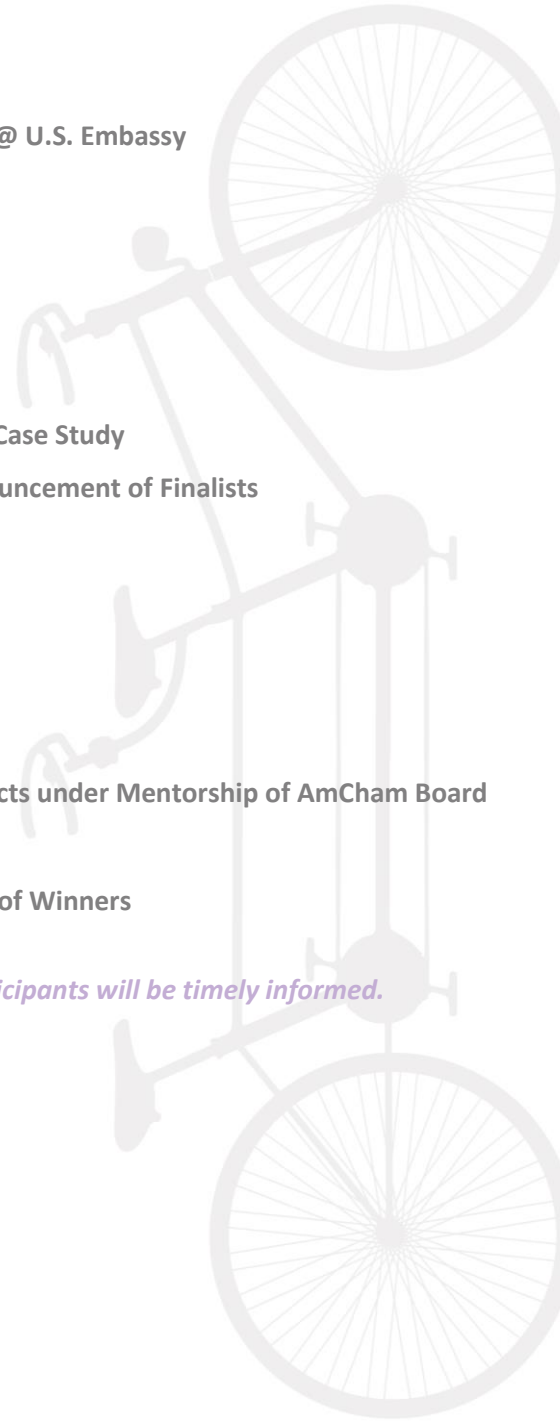 @ U.S. Embassy
Case Study
uncement of Finalists
cts under Mentorship of AmCham Board
of Winners
icipants will be timely informed.